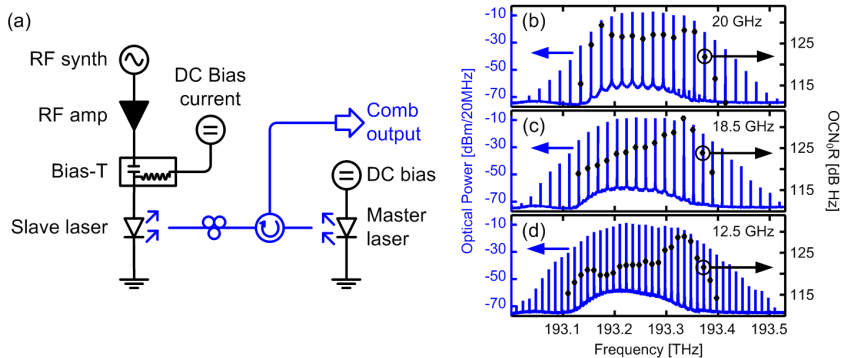 (a)
RF synth
DC Bias
current
RF amp
Comb
output
Bias-T
DC bias
Slave laser
Master
laser
(b)
20 GHz
-10
-30
-50
-70
125
115
(c)
18.5 GHz
-10
-30
-50
-70
125
115
(d)
12.5 GHz
-10
-30
-50
-70
125
115
Optical Power [dBm/20MHz]
OCN₀R [dB Hz]
193.1 193.2 193.3 193.4 193.5
Frequency [THz]